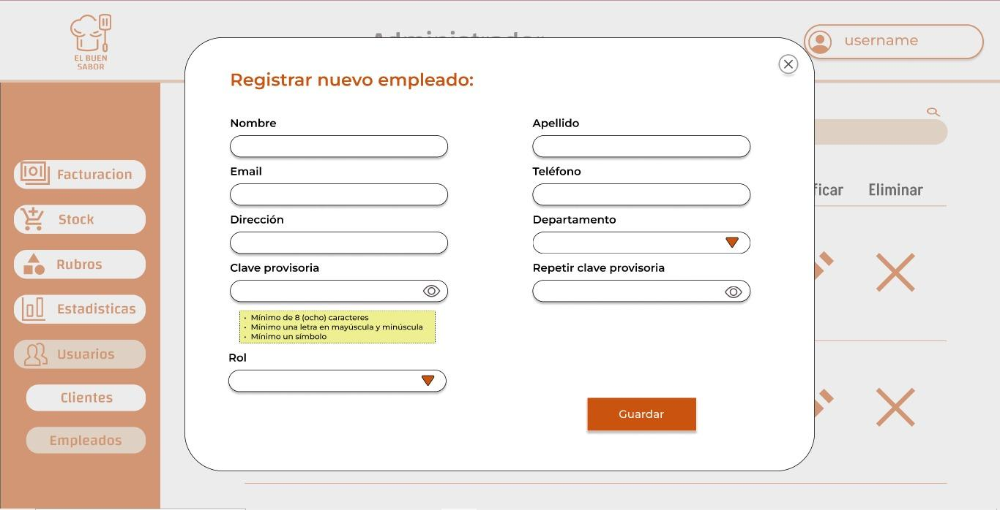 EL BUEN
SABOR
Administrador
username
Registrar nuevo empleado:
Nombre
Apellido
Email
Teléfono
Dirección
Departamento
Clave provisoria
Repetir clave provisoria
• Mínimo de 8 (ocho) caracteres
• Mínimo una letra en mayúscula y minúscula
• Mínimo un símbolo
Rol
Guardar
Facturacion
Stock
Rubros
Estadisticas
Usuarios
Clientes
Empleados
ficar
Eliminar